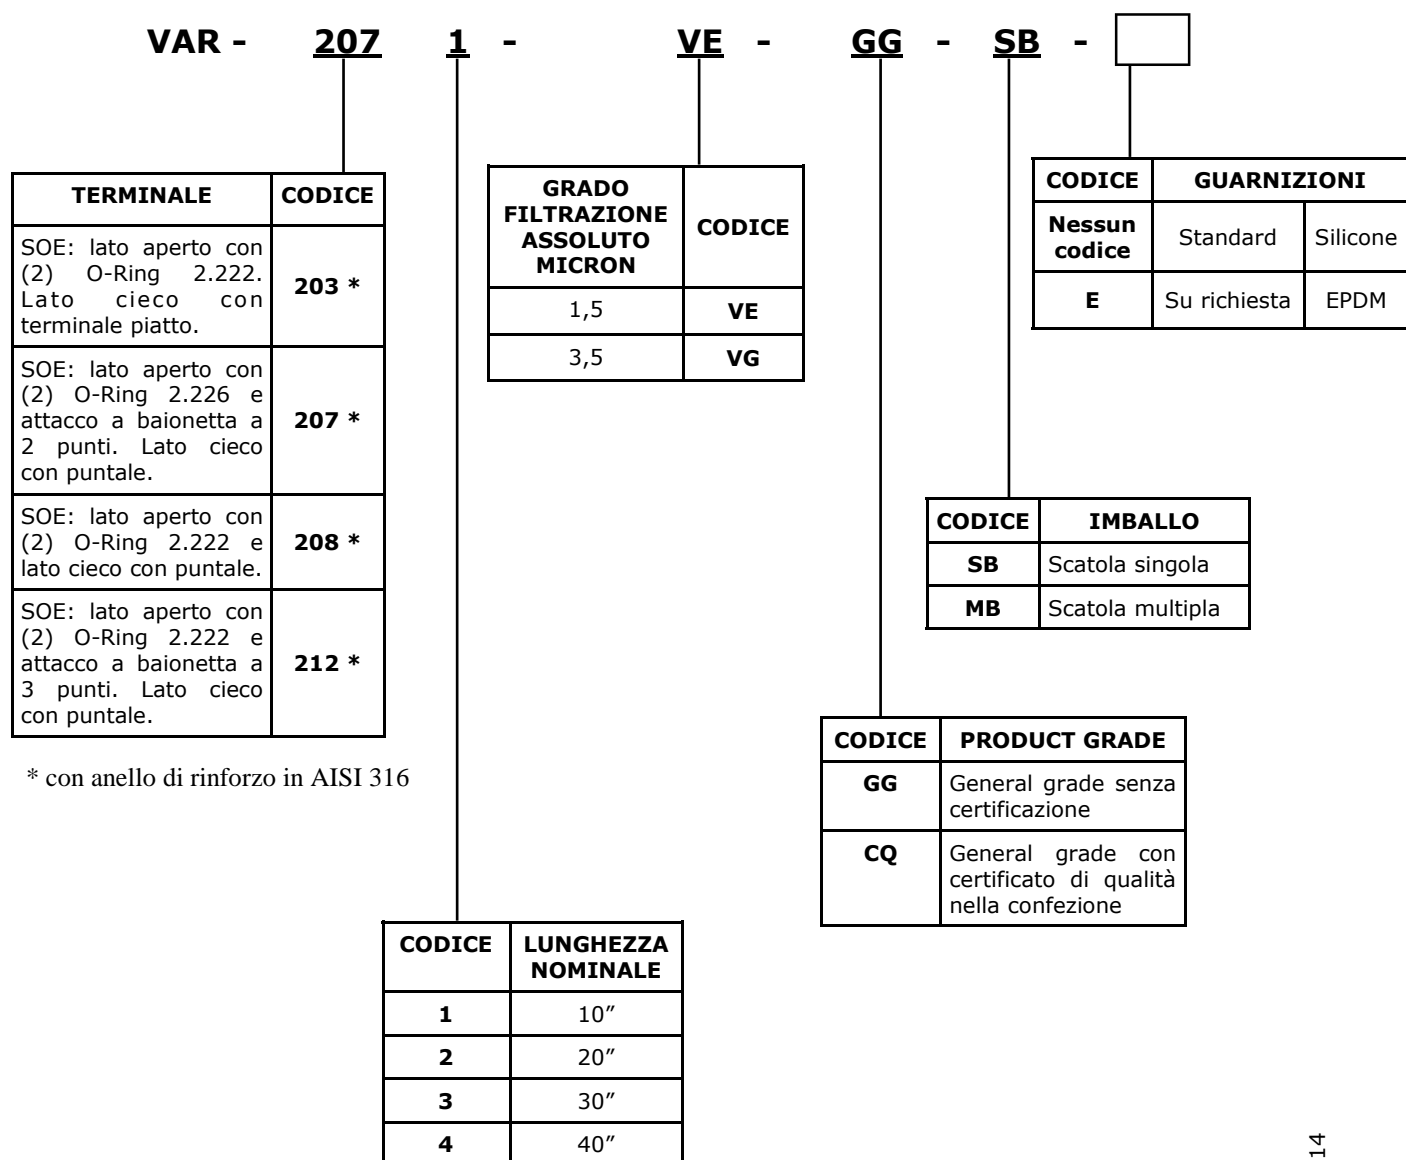 VAR - 207 1 - VE - GG - SB -
TERMINALE CODICE
SOE: lato aperto con
(2) O-Ring 2.222.
Lato cieco con
terminale piatto.
203 *
SOE: lato aperto con
(2) O-Ring 2.226 e
attacco a baionetta a
2 punti. Lato cieco
con puntale.
207 *
SOE: lato aperto con
(2) O-Ring 2.222 e
lato cieco con puntale.
208 *
SOE: lato aperto con
(2) O-Ring 2.222 e
attacco a baionetta a
3 punti. Lato cieco
con puntale.
212 *
* con anello di rinforzo in AISI 316
GRADO
FILTRAZIONE
ASSOLUTO
MICRON
CODICE
1,5 VE
3,5 VG
CODICE GUARNIZIONI
Nessun
codice
Standard Silicone
E Su richiesta EPDM
CODICE IMBALLO
SB Scatola singola
MB Scatola multipla
CODICE PRODUCT GRADE
GG
General grade senza
certificazione
CQ
General grade con
certificato di qualità
nella confezione
CODICE
LUNGHEZZA
NOMINALE
1 10”
2 20”
3 30”
4 40”
14